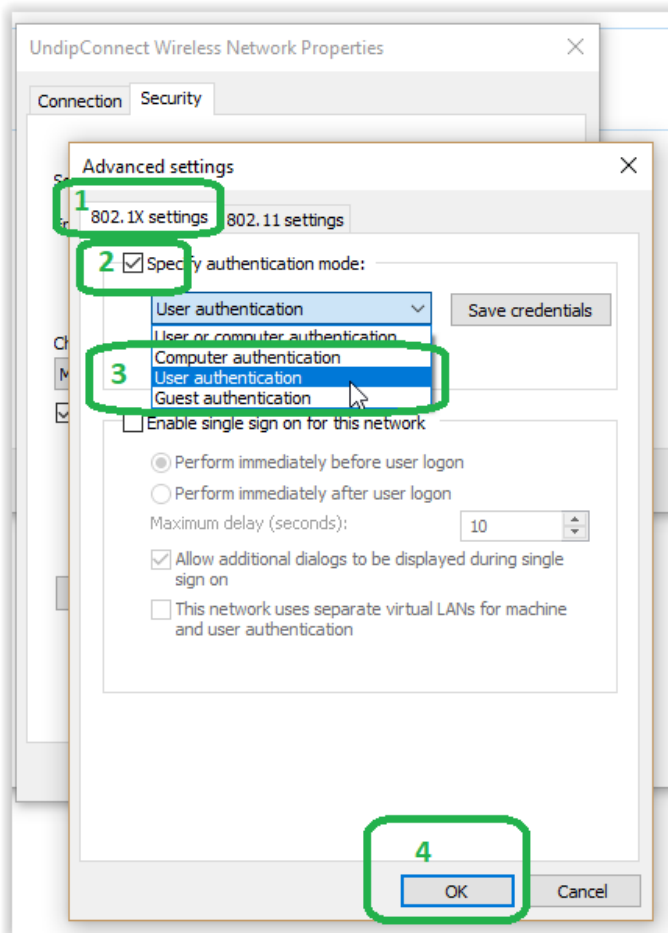 UndipConnect Wireless Network Properties
Connection Security
Advanced settings
1
802.1X settings 802.11 settings
2 Specify authentication mode:
User authentication Save credentials
User or computer authentication
Computer authentication
3 User authentication
Guest authentication
Enable single sign on for this network
Perform immediately before user logon
Perform immediately after user logon
Maximum delay (seconds): 10
Allow additional dialogs to be displayed during single
sign on
This network uses separate virtual LANs for machine
and user authentication
4
OK Cancel